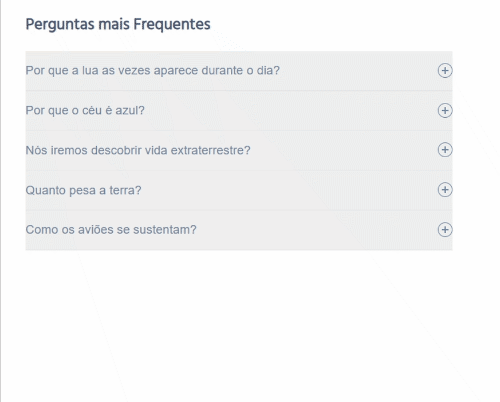 Perguntas mais Frequentes
Por que a lua as vezes aparece durante o dia?
Por que o céu é azul?
Nós iremos descobrir vida extraterrestre?
Quanto pesa a terra?
Como os aviões se sustentam?